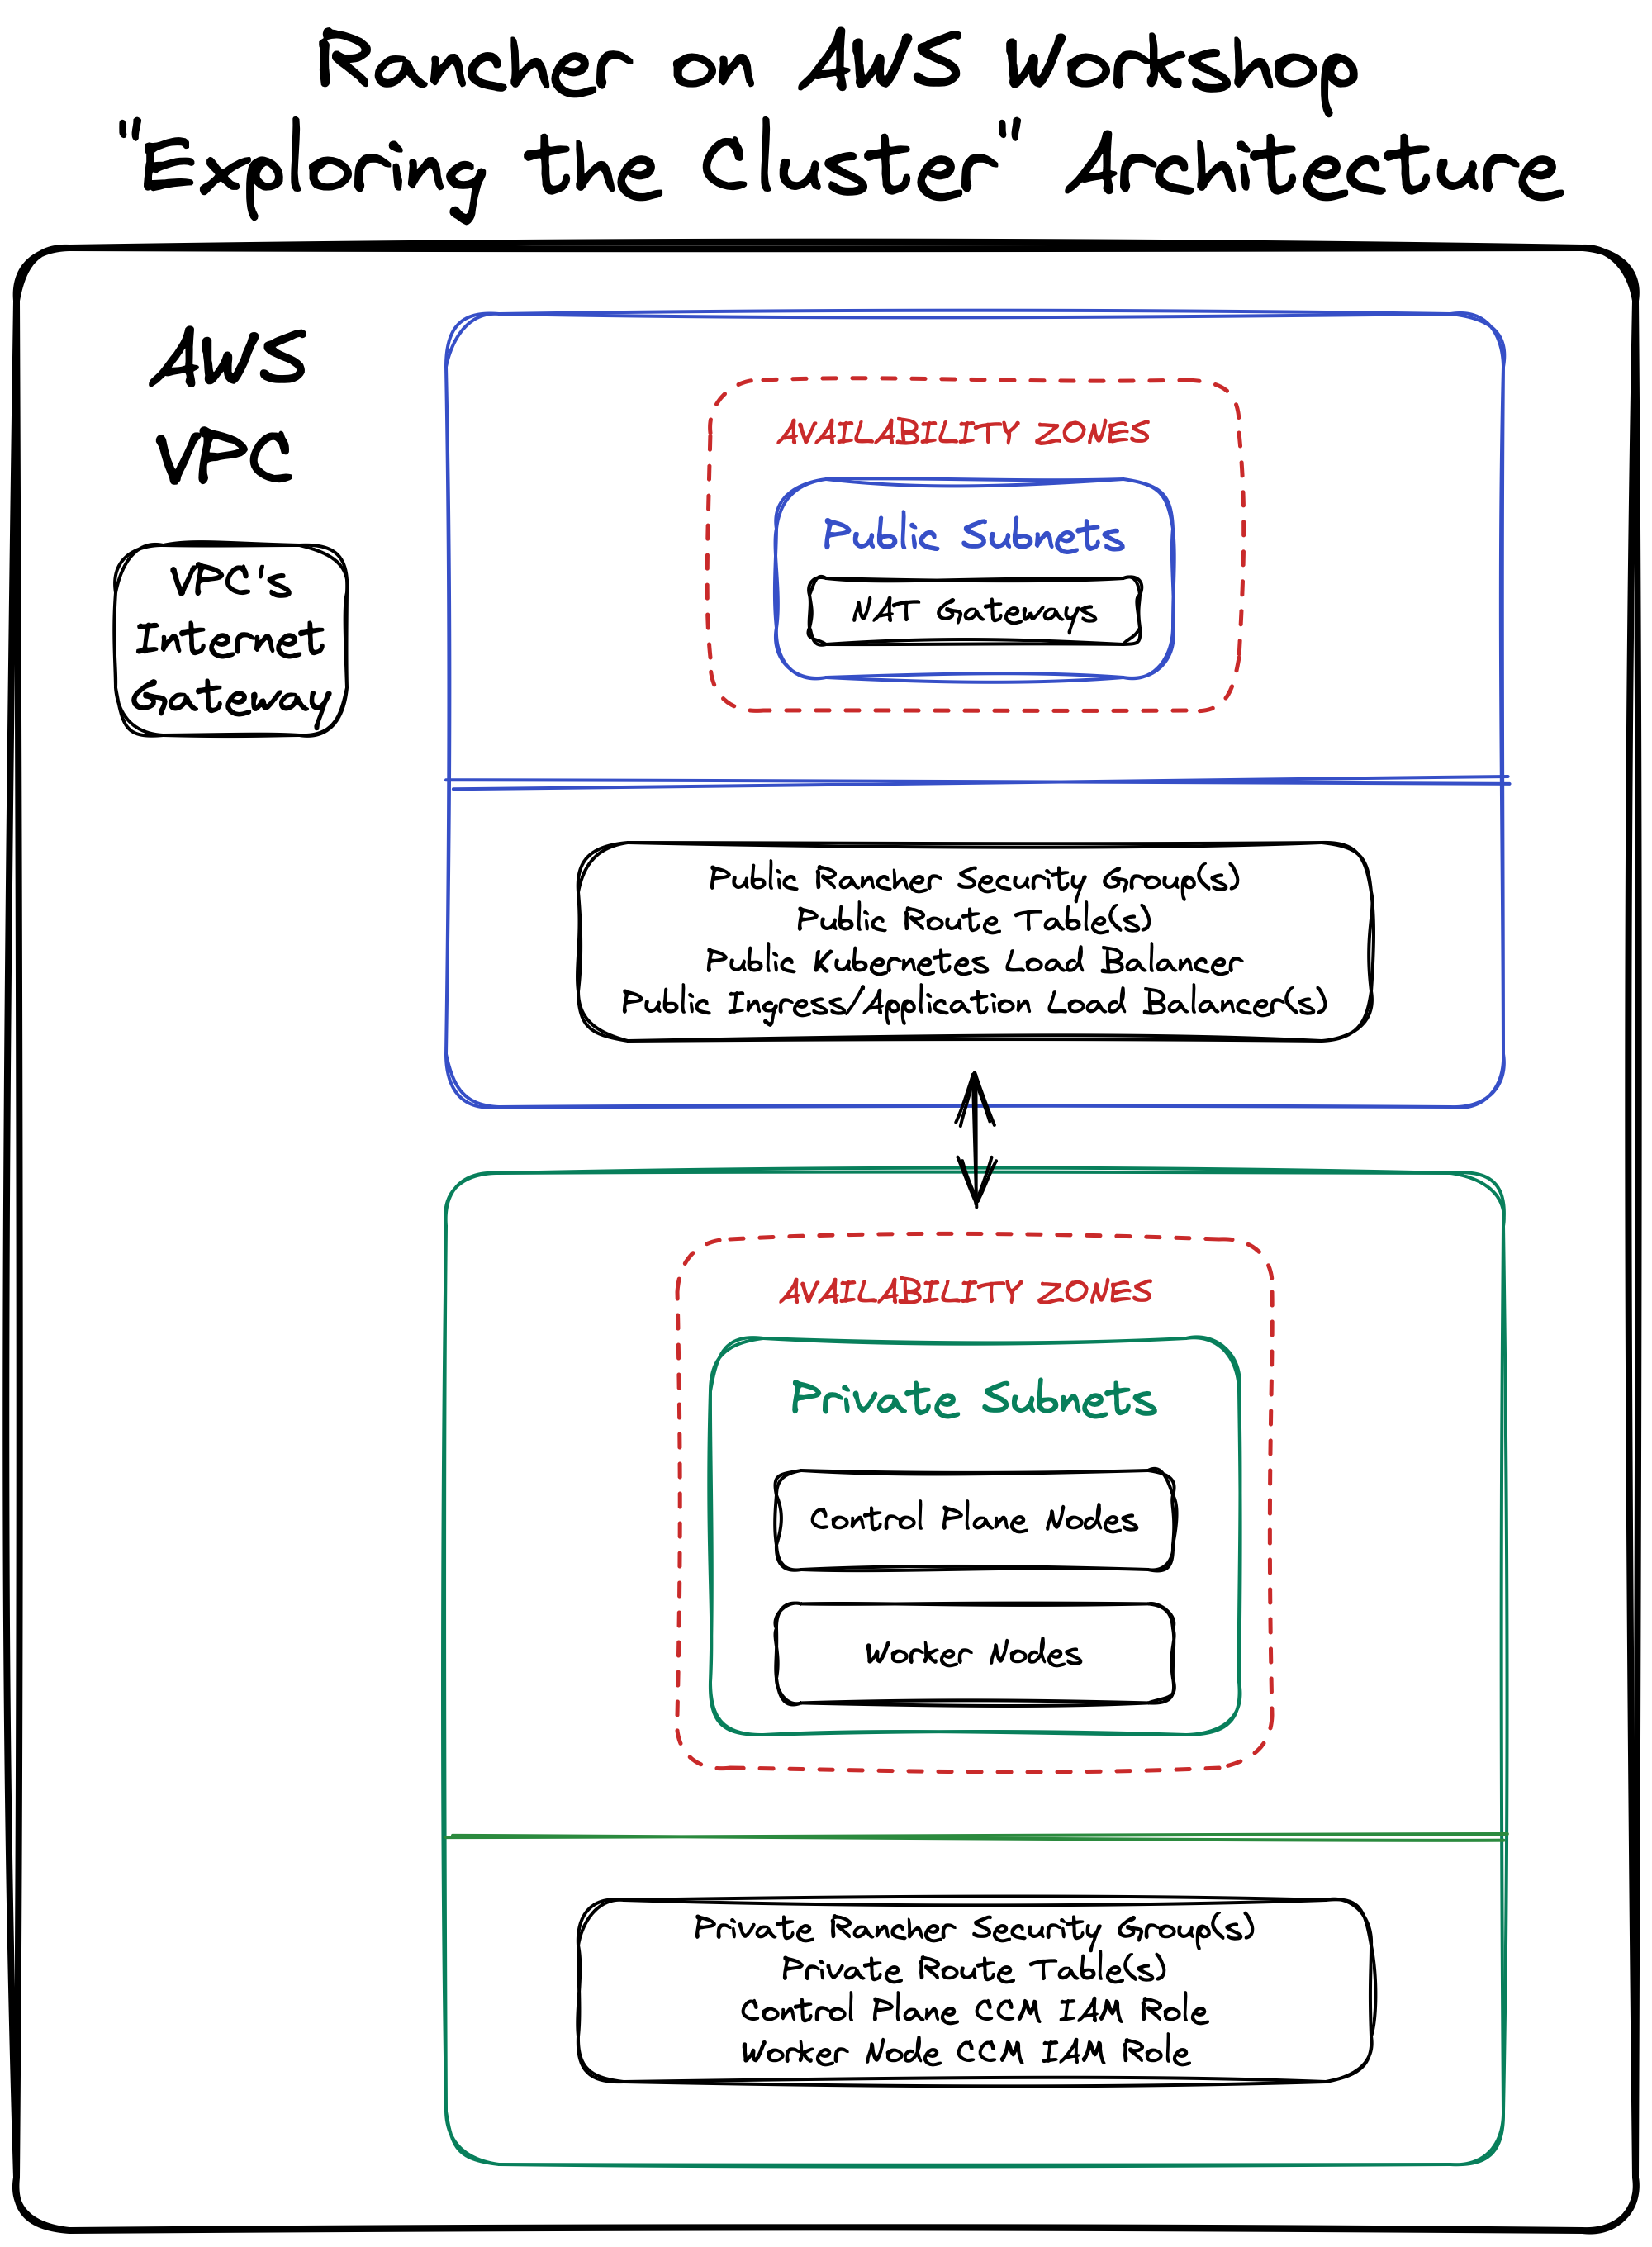 Rancher on AWS Workshop
"Exploring the Cluster" Architecture
AWS
VPC
VPC's
Internet
Gateway
AVAILABILITY ZONES
Public Subnets
NAT Gateways
Public Rancher Security Group(s)
Public Route Table(s)
Public Kubernetes Load Balancer
Public Ingress/Application Load Balancer(s)
AVAILABILITY ZONES
Private Subnets
Control Plane Nodes
Worker Nodes
Private Rancher Security Group(s)
Private Route Table(s)
Control Plane CCM IAM Role
Worker Node CCM IAM Role